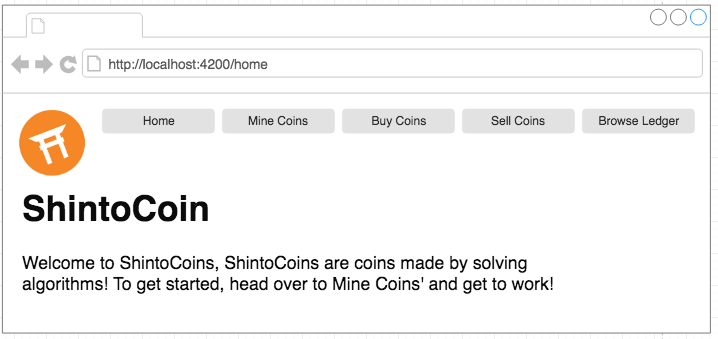 http://localhost:4200/home
Home Mine Coins Buy Coins Sell Coins Browse Ledger
ShintoCoin
Welcome to ShintoCoins, ShintoCoins are coins made by solving
algorithms! To get started, head over to Mine Coins' and get to work!